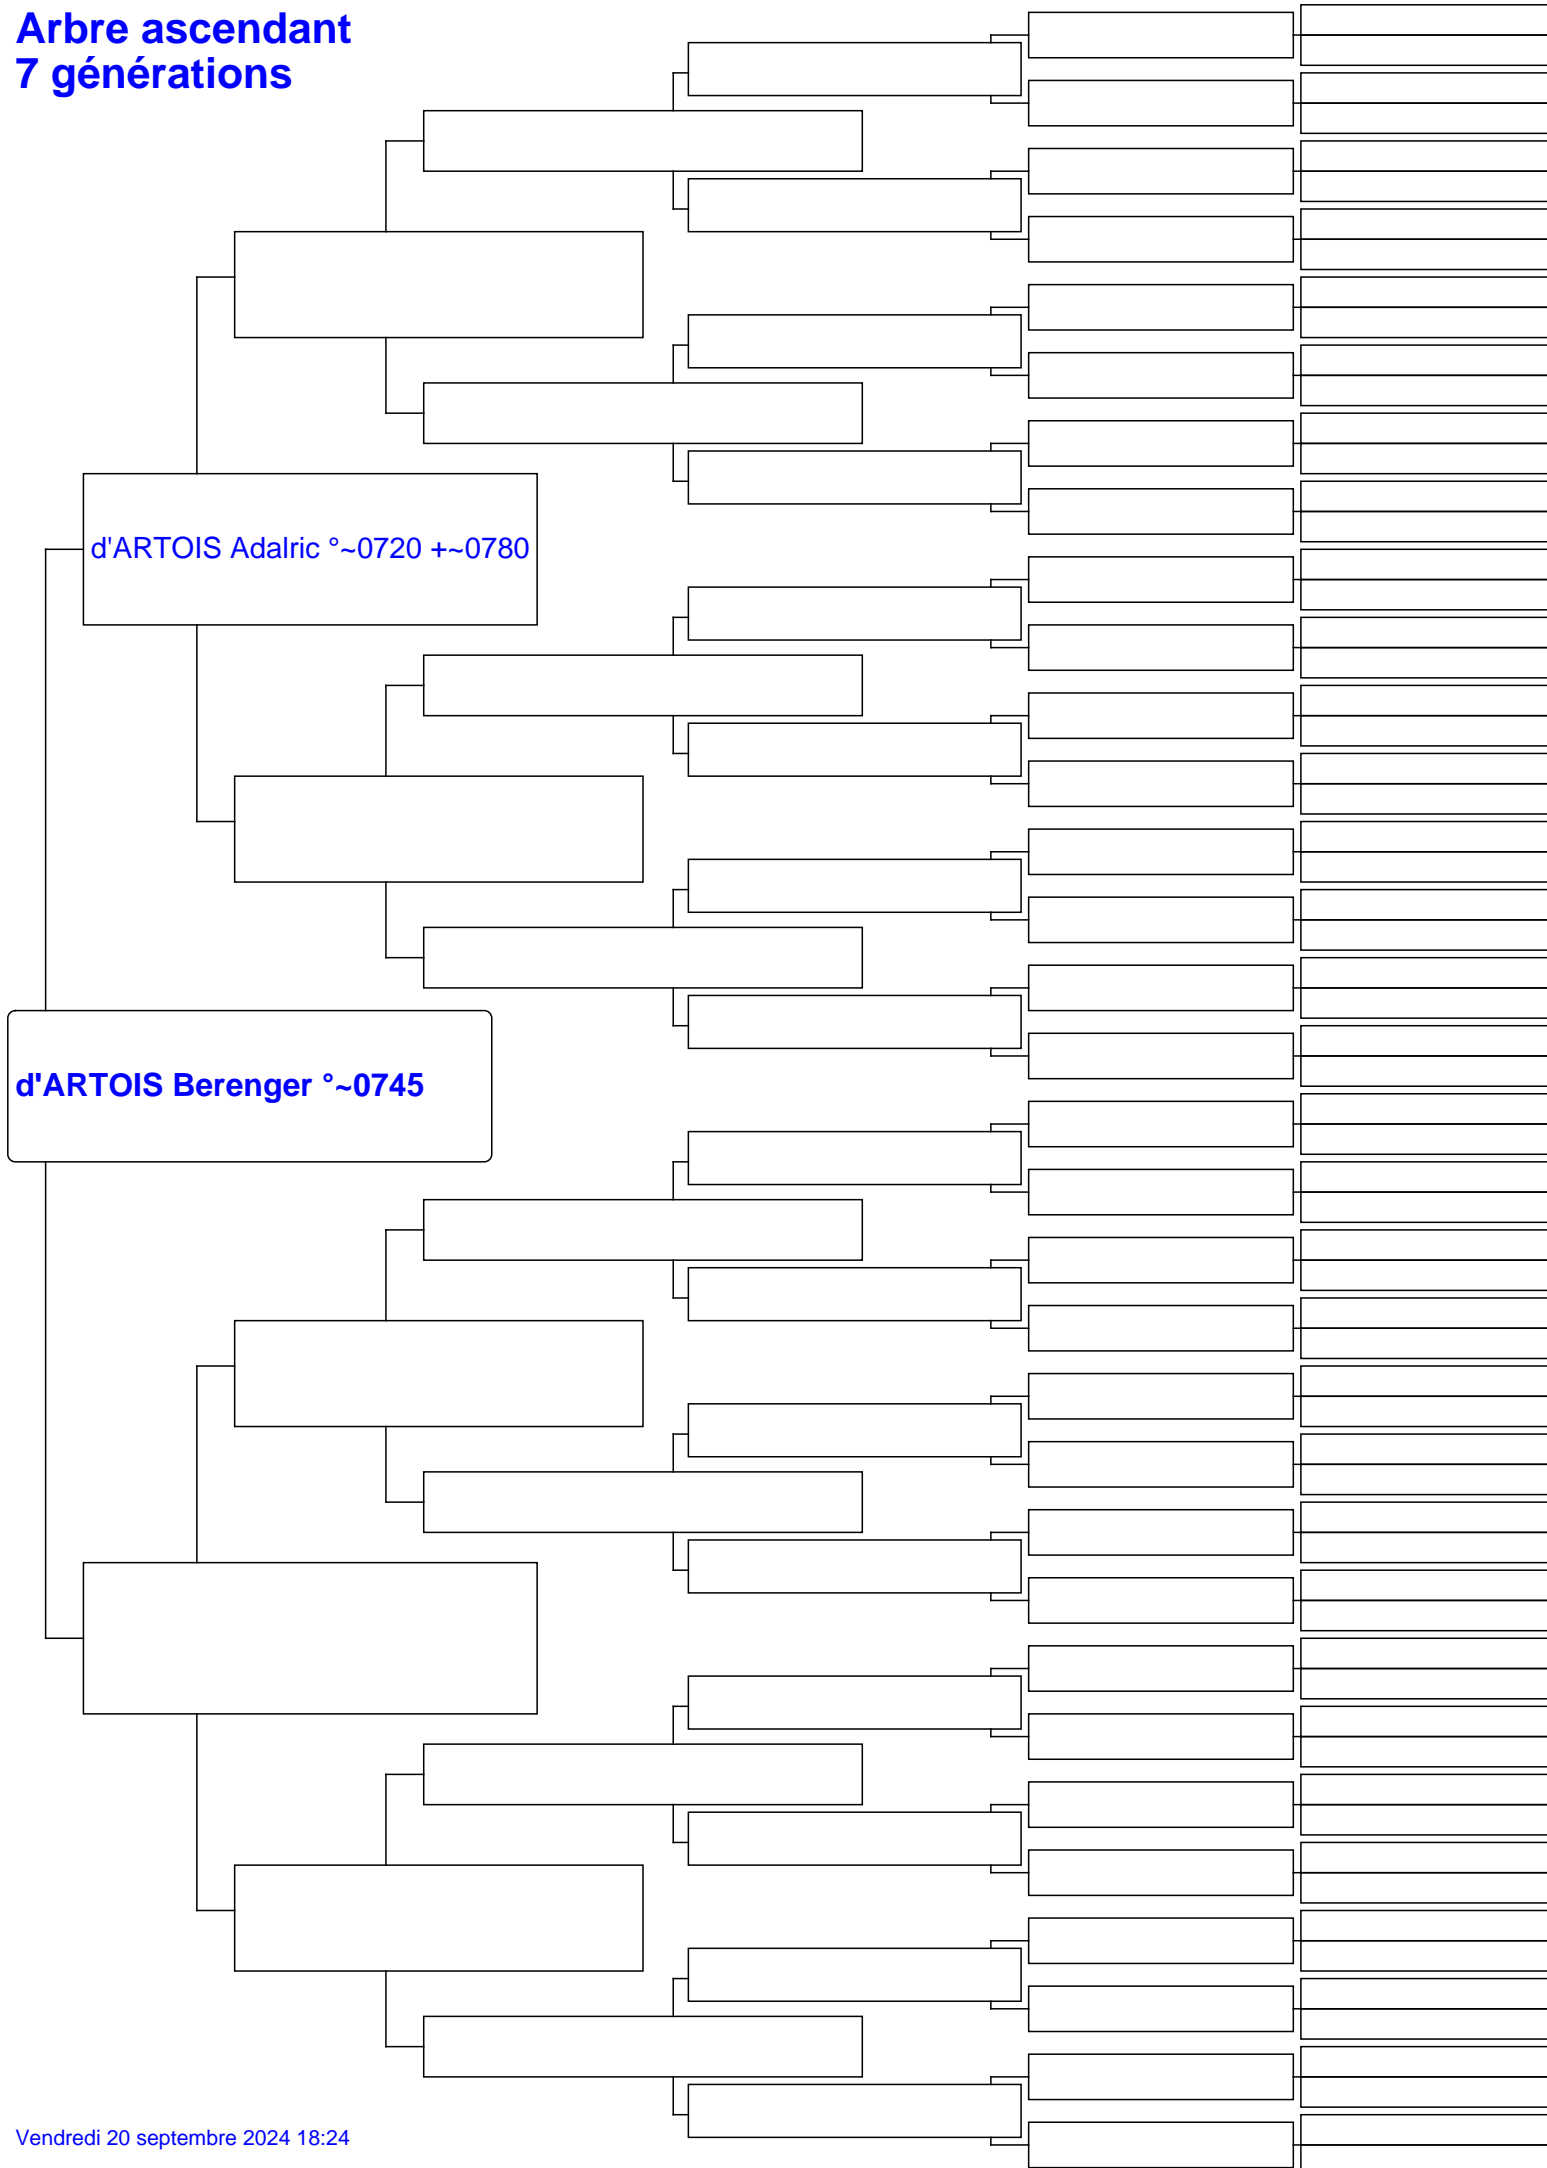 Arbre ascendant
7 générations
d'ARTOIS Adalric °~0720 +~0780
d'ARTOIS Berenger °~0745
Vendredi 20 septembre 2024 18:24